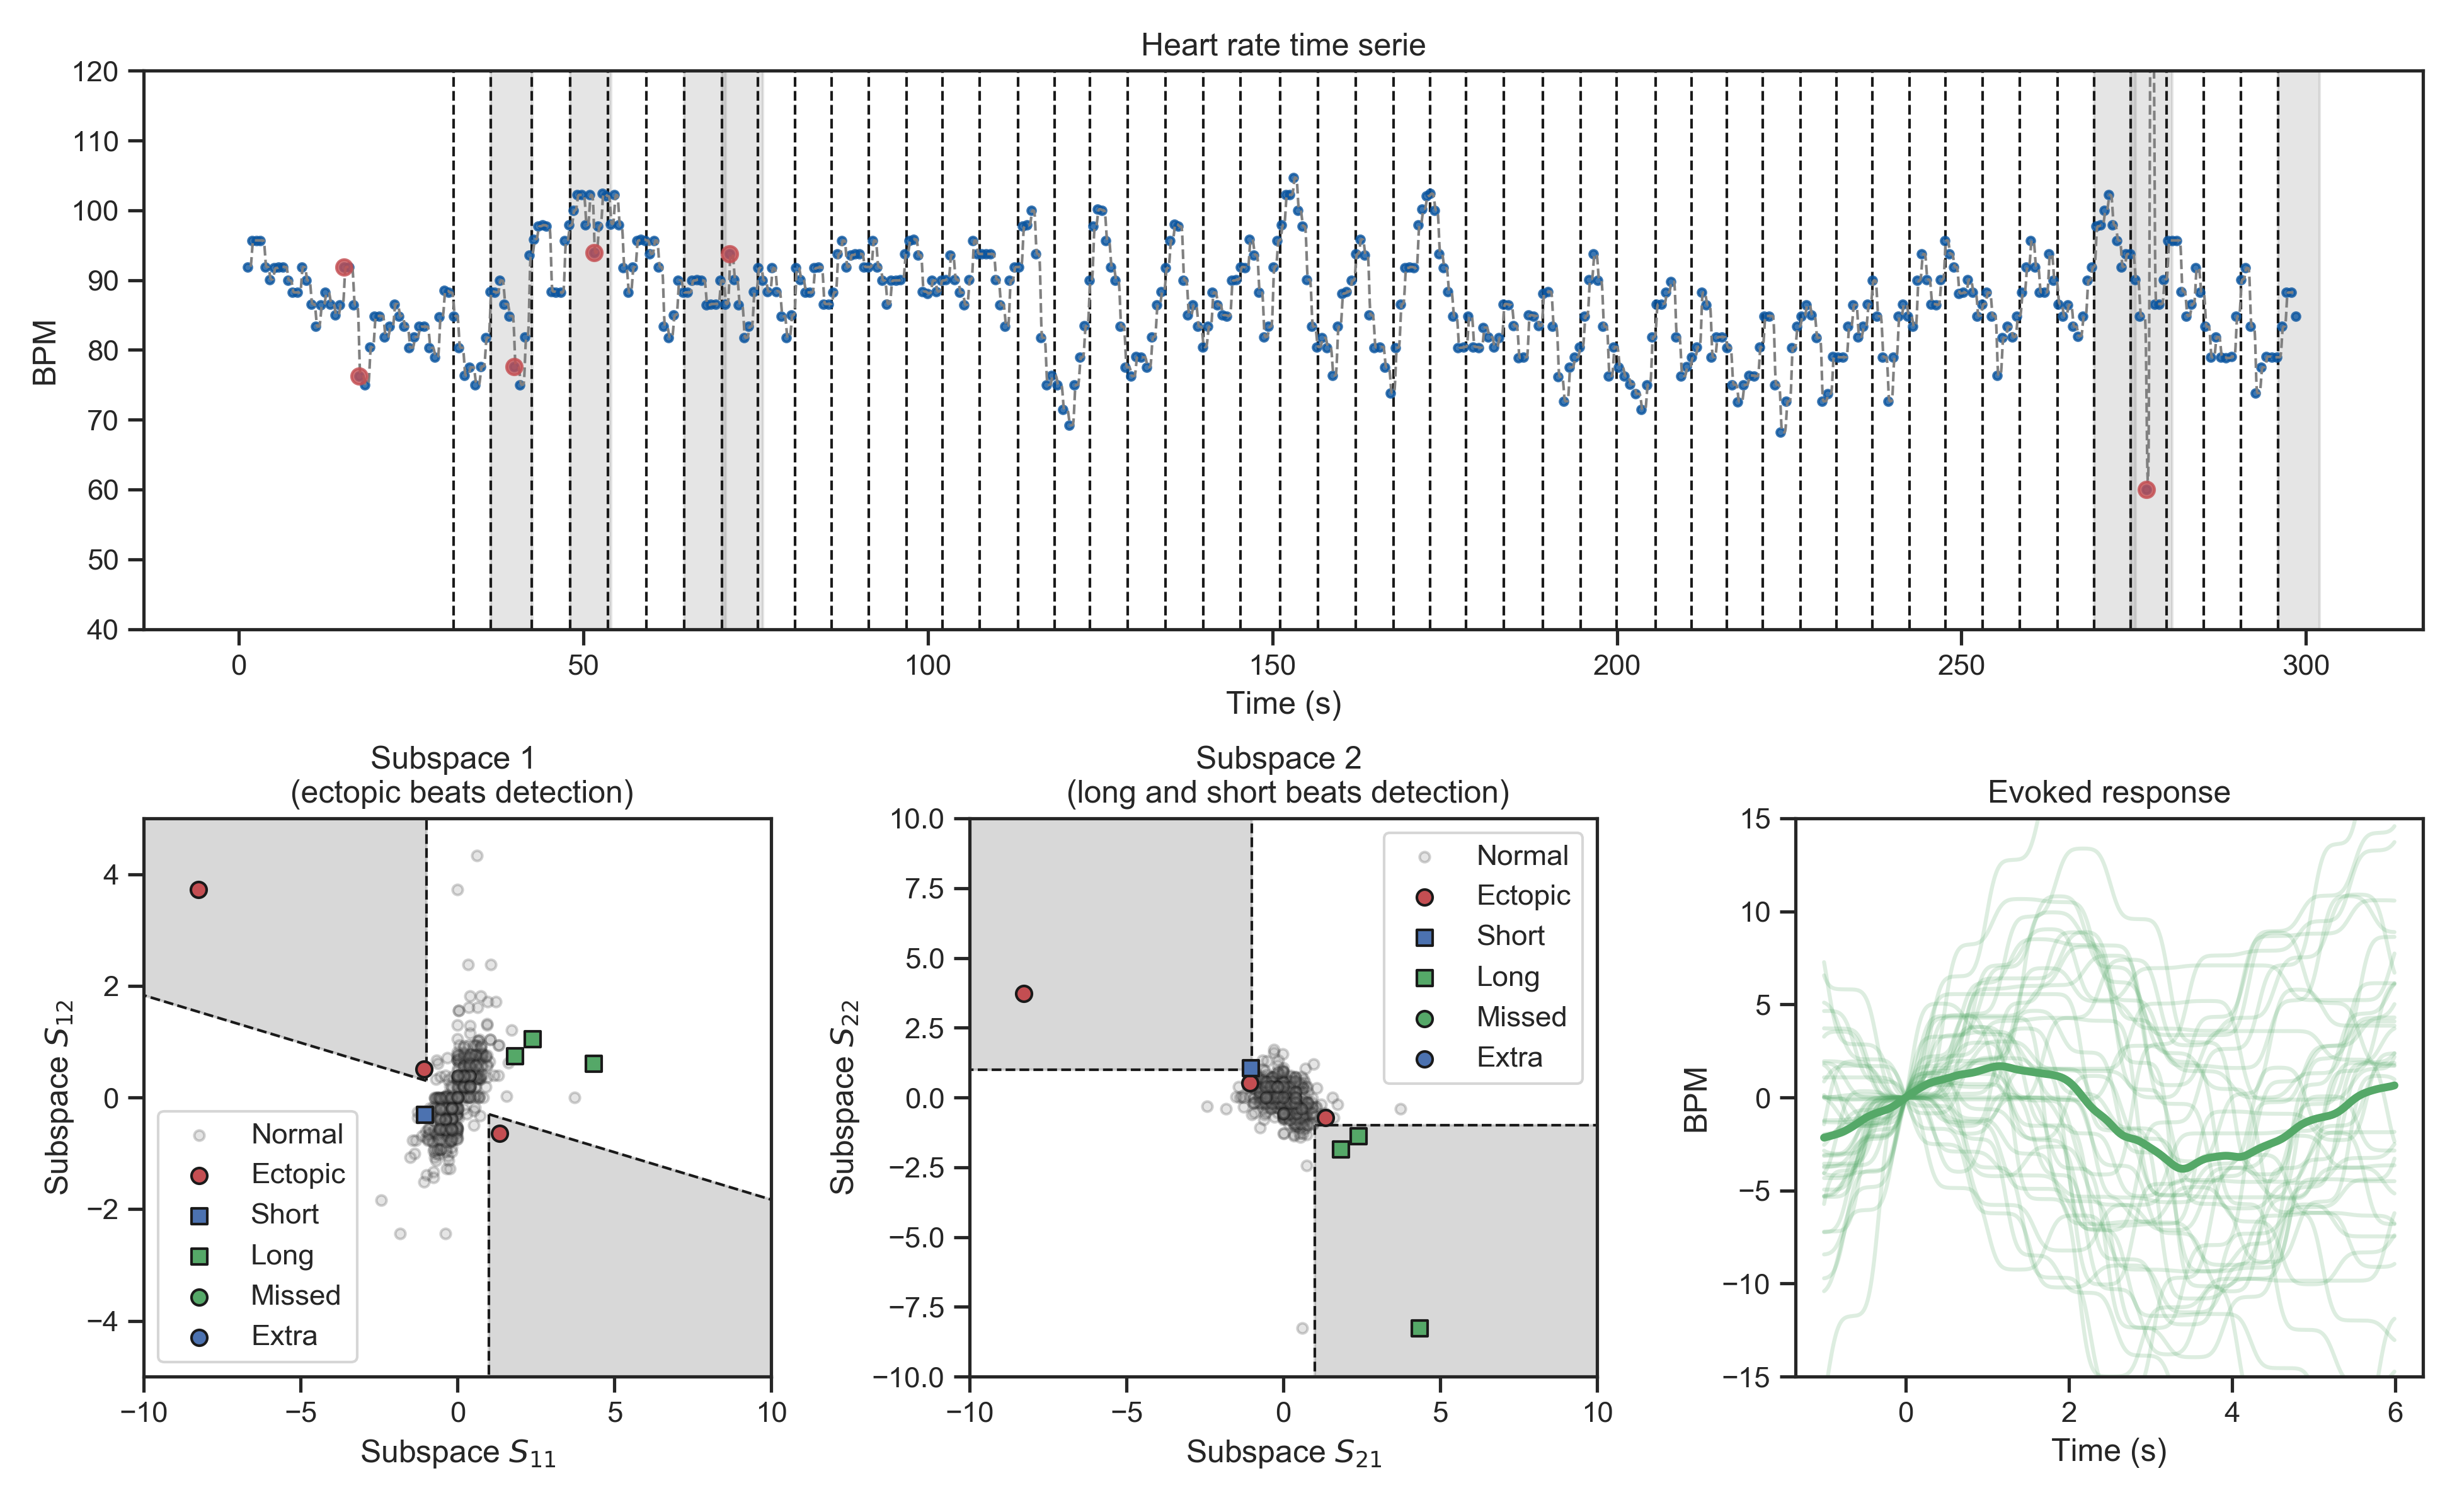 Heart rate time serie
120
110
100
90
80
70
60
50
40
BPM
0 50 100 150 200 250 300
Time (s)
Subspace 1
(ectopic beats detection)
4
2
0
−2
−4
Subspace S12
Normal
Ectopic
Short
Long
Missed
Extra
−10 −5 0 5 10
Subspace S11
Subspace 2
(long and short beats detection)
10.0
7.5
5.0
2.5
0.0
−2.5
−5.0
−7.5
−10.0
Subspace S22
Normal
Ectopic
Short
Long
Missed
Extra
−10 −5 0 5 10
Subspace S21
Evoked response
15
10
5
0
−5
−10
−15
BPM
0 2 4 6
Time (s)